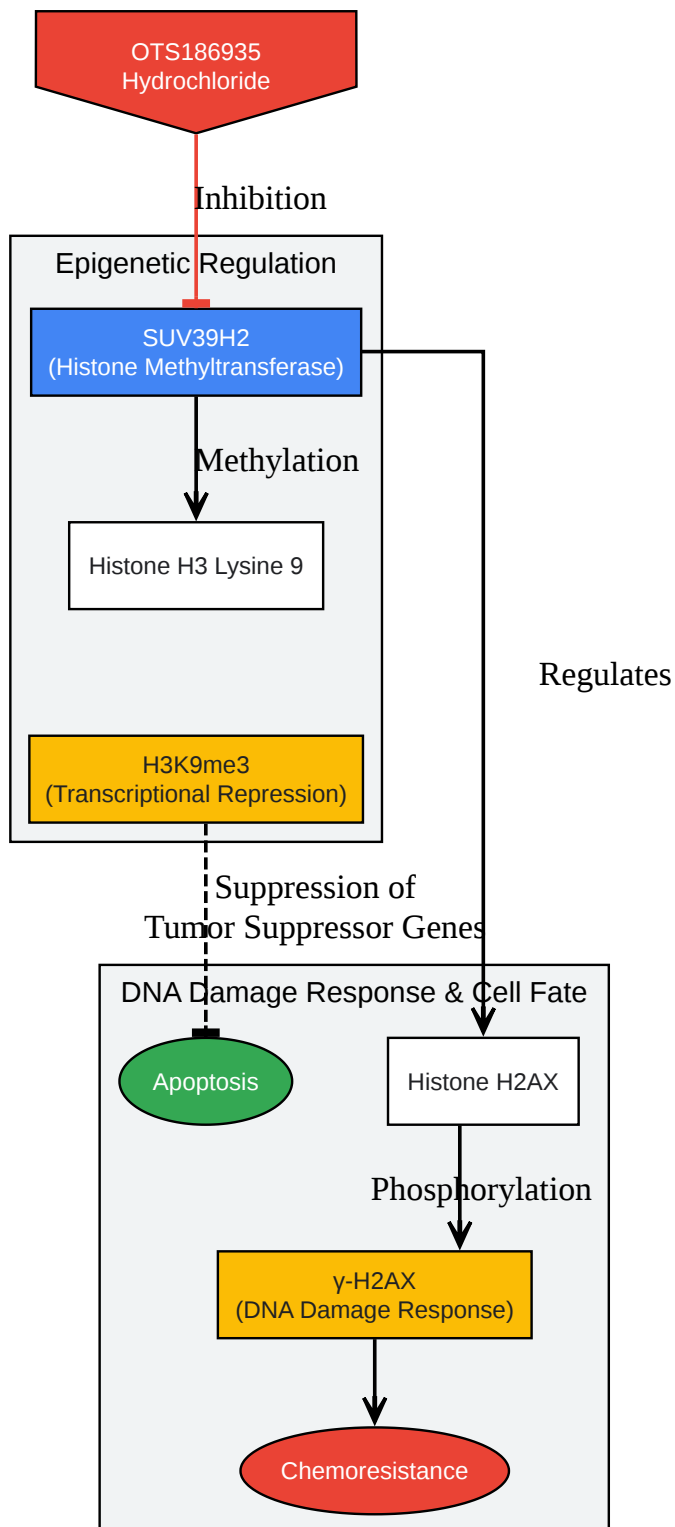 OTS186935
Hydrochloride
Inhibition
Epigenetic Regulation
SUV39H2
(Histone Methyltransferase)
Methylation
Histone H3 Lysine 9
Regulates
H3K9me3
(Transcriptional Repression)
Suppression of
Tumor Suppressor Genes
DNA Damage Response & Cell Fate
Apoptosis
Histone H2AX
Phosphorylation
γ-H2AX
(DNA Damage Response)
Chemoresistance